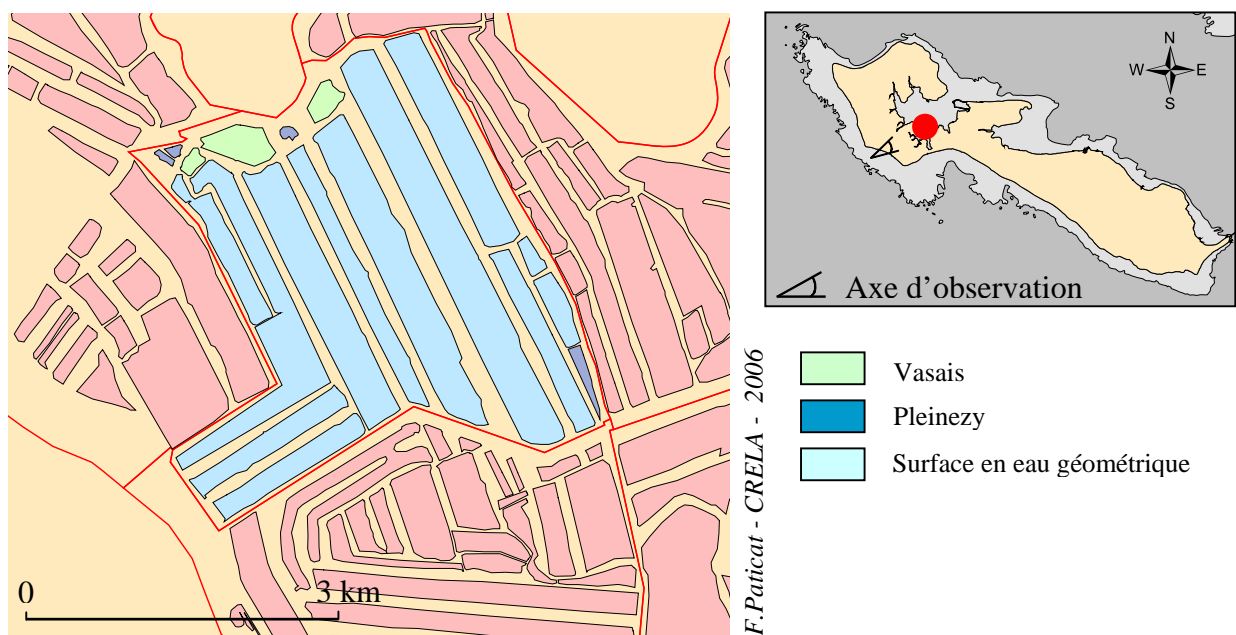 0
3 km
N
W
E
S
Axe d’observation
F.Paticat - CRELA - 2006
Vasais
Pleinezy
Surface en eau géométrique